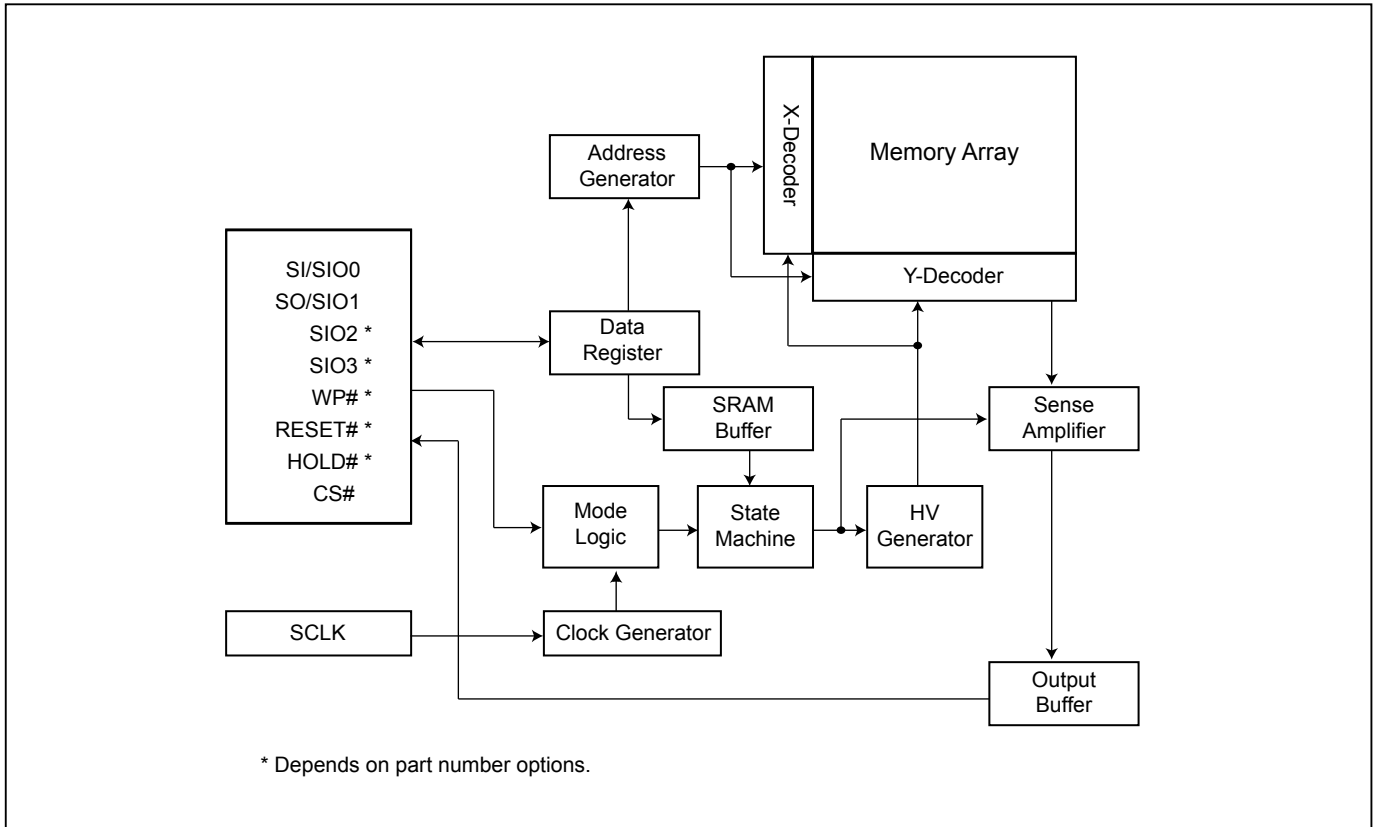 X-Decoder
Memory Array
Address
Generator
Y-Decoder
SI/SIO0
SO/SIO1
SIO2 *
SIO3 *
WP# *
RESET# *
HOLD# *
CS#
Data
Register
SRAM
Buffer
Sense
Amplifier
Mode
Logic
State
Machine
HV
Generator
SCLK
Clock Generator
Output
Buffer
* Depends on part number options.